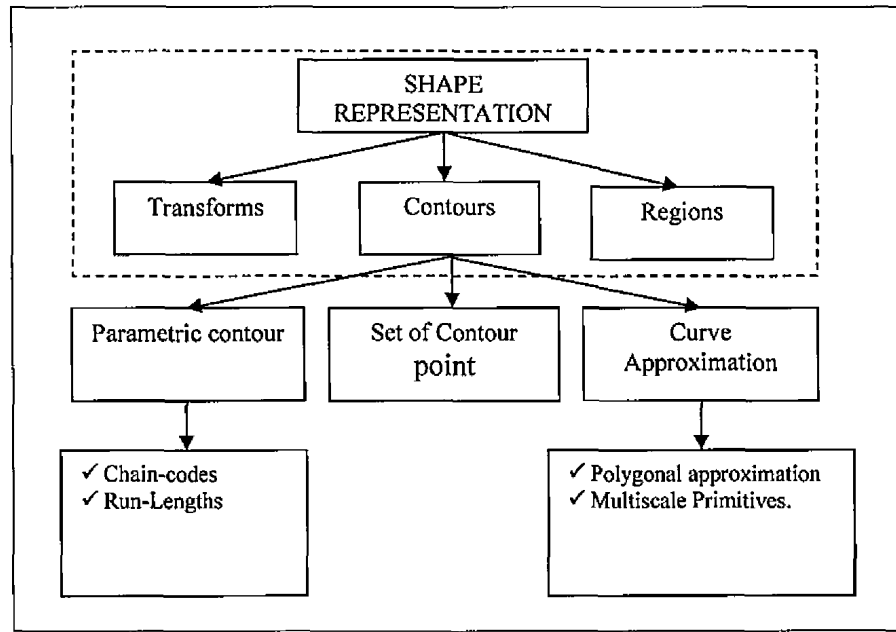 SHAPE
REPRESENTATION
Transforms
Contours
Regions
Parametric contour
Set of Contour
point
Curve
Approximation
✓ Chain-codes
✓ Run-Lengths
✓ Polygonal approximation
✓ Multiscale Primitives.